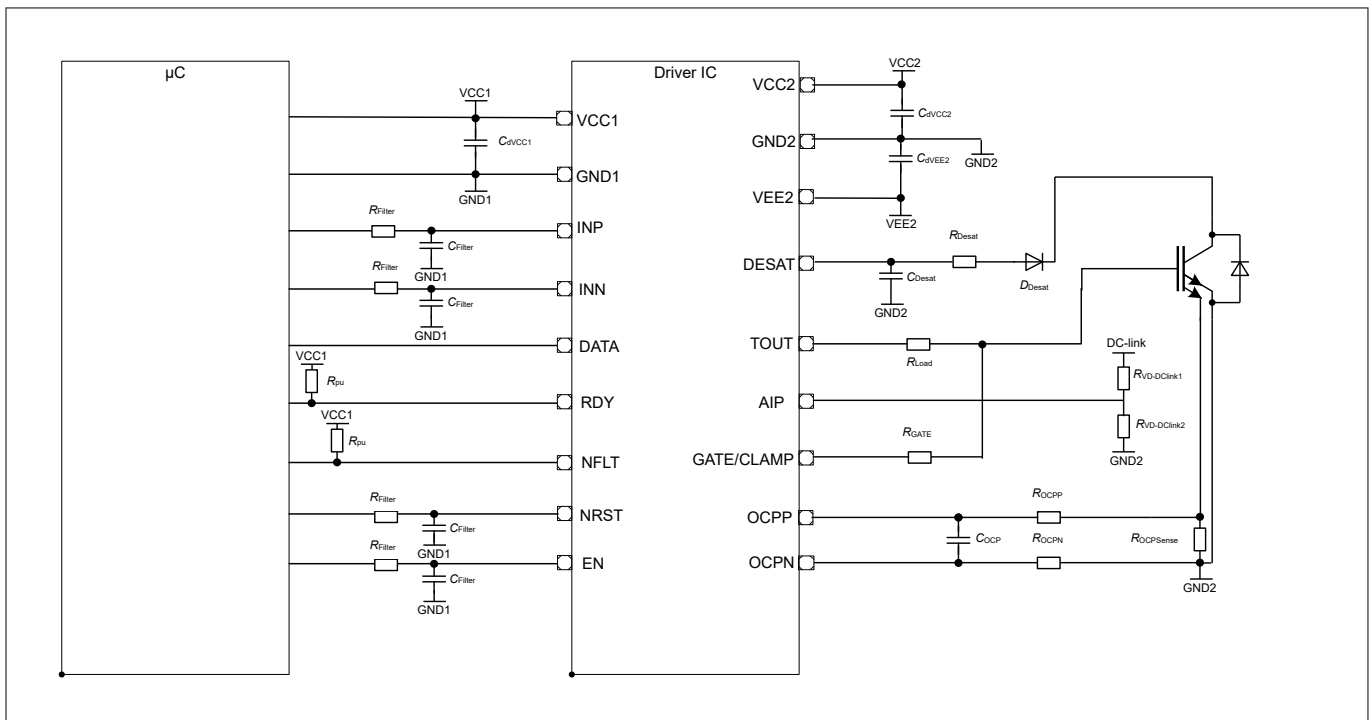 µC
Driver IC
VCC1
CdVCC1
GND1
RFilter
CFilter
GND1
RFilter
CFilter
GND1
VCC1
Rpu
VCC1
Rpu
RFilter
CFilter
GND1
RFilter
CFilter
GND1
VCC1
GND1
INP
INN
DATA
RDY
NFLT
NRST
EN
VCC2
GND2
VEE2
DESAT
TOUT
AIP
GATE/CLAMP
OCPP
OCPN
VCC2
CdVCC2
GND2
CdVEE2
VEE2
RDesat
CDesat
DDesat
GND2
RLoad
DC-link
RVD-DClink1
RVD-DClink2
GND2
RGATE
ROCPP
COCP
ROCPN
ROCPSense
GND2